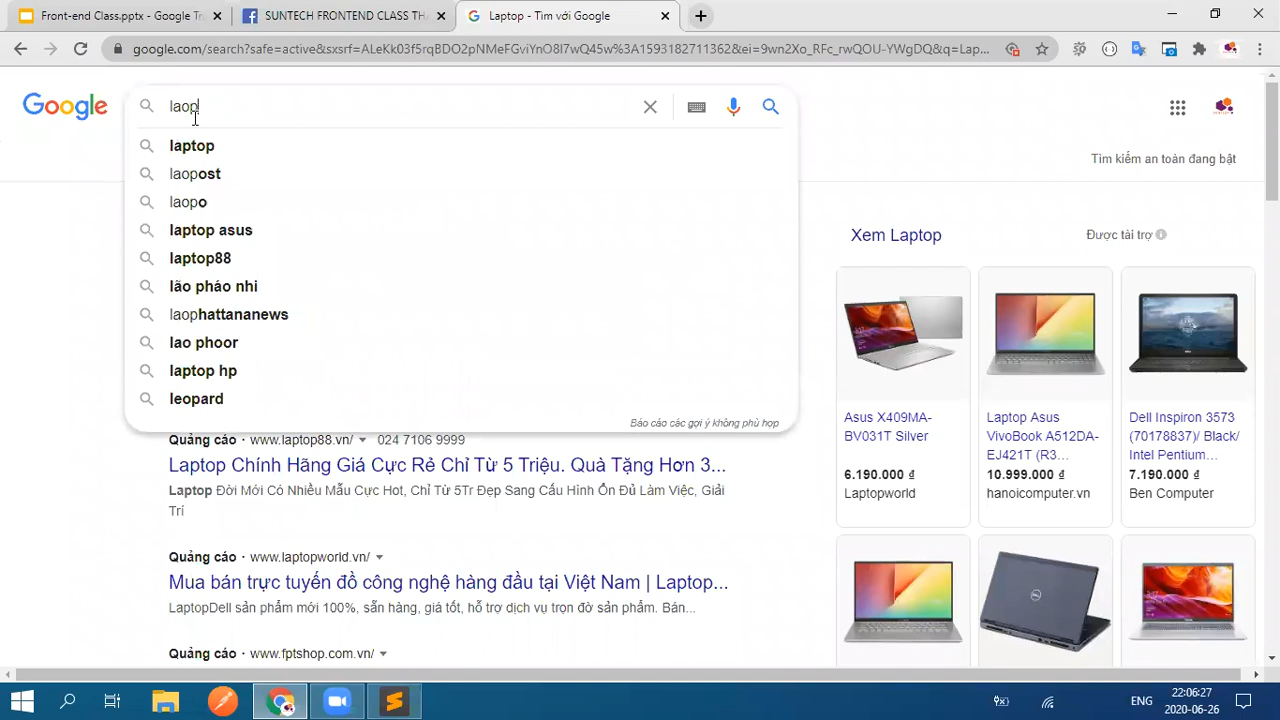 Front-end Class.pptx - Google Tr
SUNTECH FRONTEND CLASS THÁ
Laptop - Tìm với Google
google.com/search?safe=active&sxsrf=ALeKk03f5rqBDO2pNMeFGviYnO8I7wQ45w%3A1593182711362&ei=9wn2Xo_RFc_rwQOU-YWgDQ&q=Lap...
Google
laop
laptop
laopost
laopo
laptop asus
laptop88
lão pháo nhi
laophattananews
lao phoor
laptop hp
leopard
Báo cáo các gợi ý không phù hợp
Tìm kiếm an toàn đang bật
Quảng cáo · www.laptop88.vn/ 024 7106 9999
Laptop Chính Hãng Giá Cực Rẻ Chỉ Từ 5 Triệu. Quà Tặng Hơn 3...
Laptop Đời Mới Có Nhiều Mẫu Cực Hot, Chỉ Từ 5Tr Đẹp Sang Cấu Hình Ổn Đủ Làm Việc, Giải
Trí
Quảng cáo · www.laptopworld.vn/
Mua bán trực tuyến đồ công nghệ hàng đầu tại Việt Nam | Laptop...
LaptopDell sản phẩm mới 100%, sẵn hàng, giá tốt, hỗ trợ dịch vụ trọn đò sản phẩm. Bán...
Quảng cáo · www.fptshop.com.vn/
Xem Laptop
Được tài trợ
Asus X409MA-
BV031T Silver
6.190.000 ₫
Laptopworld
Laptop Asus
VivoBook A512DA-
EJ421T (R3...
10.999.000 ₫
hanoicomputer.vn
Dell Inspiron 3573
(70178837)/ Black/
Intel Pentium...
7.190.000 ₫
Ben Computer
ENG
22:06:27
2020-06-26